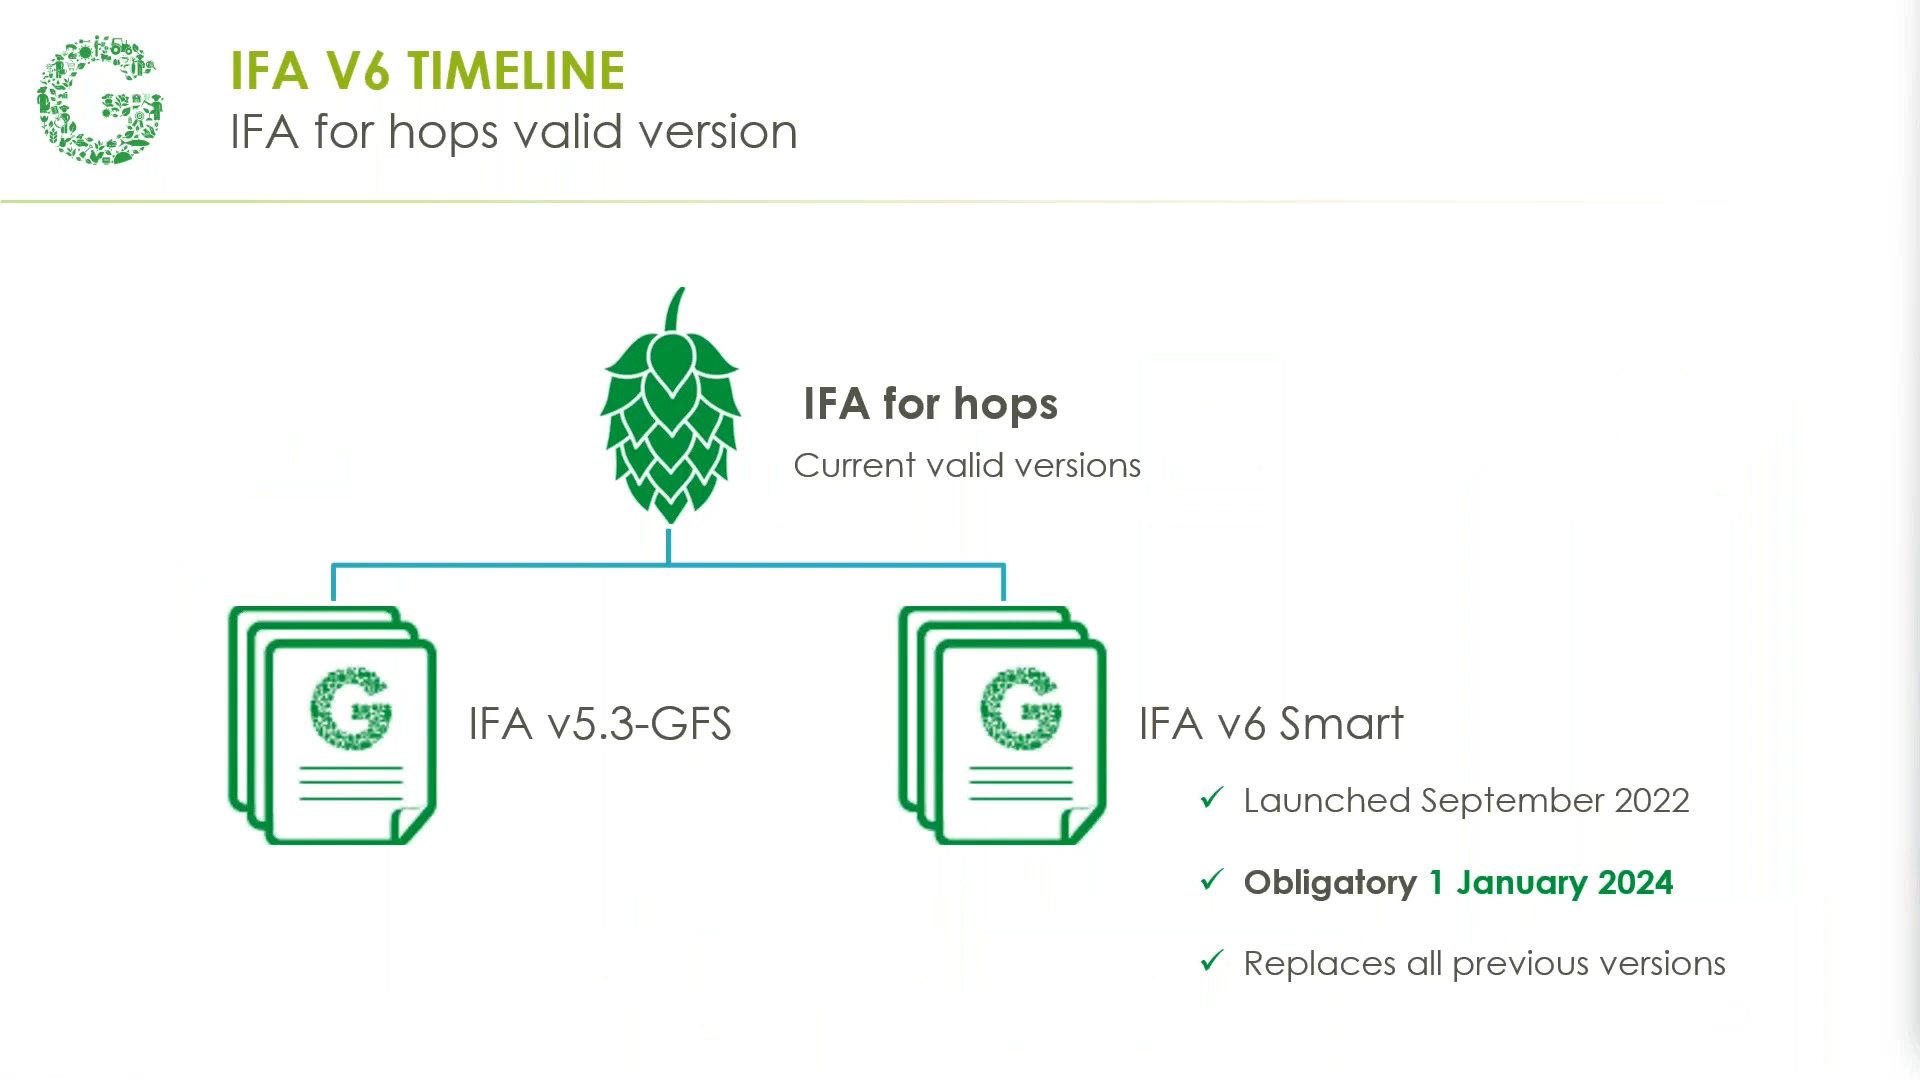 IFA V6 TIMELINE
IFA for hops valid version
IFA for hops
Current valid versions
IFA v5.3-GFS
IFA v6 Smart
✓ Launched September 2022
✓ Obligatory 1 January 2024
✓ Replaces all previous versions